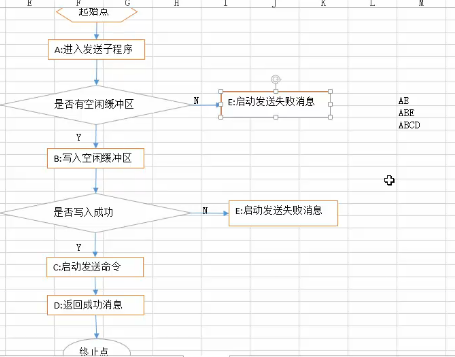 E F G H I J K L M
起始点
A:进入发送子程序
是否有空闲缓冲区
N
E:启动发送失败消息
AE
ABE
ABCD
Y
B:写入空闲缓冲区
是否写入成功
N
E:启动发送失败消息
Y
C:启动发送命令
D:返回成功消息
终止点